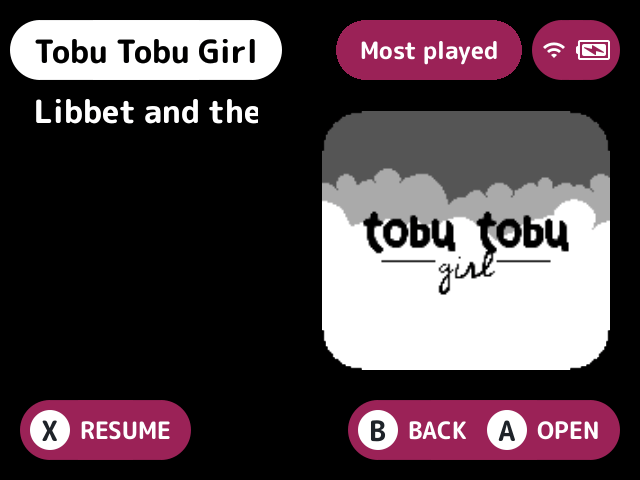 Tobu Tobu Girl
Most played
Libbet and the
tobu tobu
girl
X RESUME
B BACK A OPEN